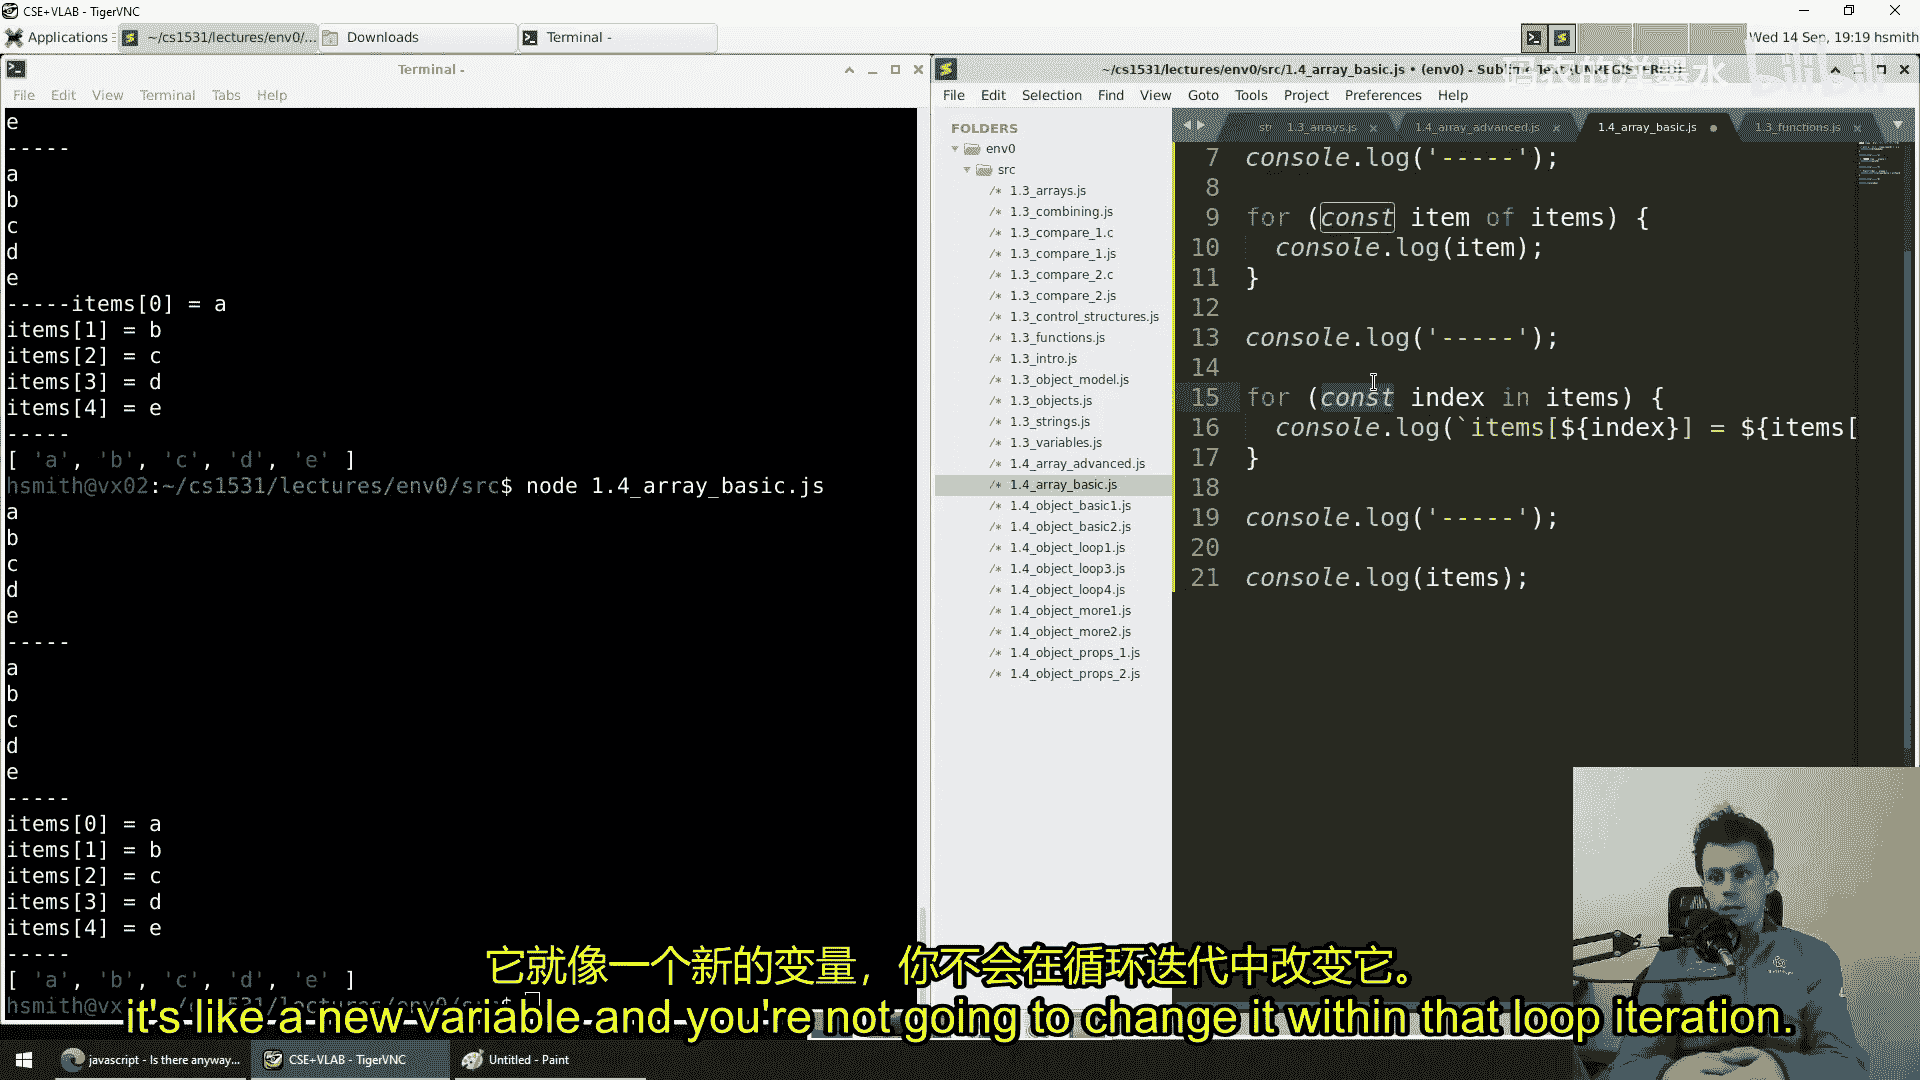 CSE+VLAB - TigerVNC
Applications
~/cs1531/lectures/env0/...
Downloads
Terminal -
Wed 14 Sep, 19:19 hsmith
Terminal -
File Edit View Terminal Tabs Help
e
-----
a
b
c
d
e
-----items[0] = a
items[1] = b
items[2] = c
items[3] = d
items[4] = e
-----
[ 'a', 'b', 'c', 'd', 'e' ]
hsmith@vx02:~/cs1531/lectures/env0/src$ node 1.4_array_basic.js
a
b
c
d
e
-----
a
b
c
d
e
-----
items[0] = a
items[1] = b
items[2] = c
items[3] = d
items[4] = e
-----
[ 'a', 'b', 'c', 'd', 'e' ]
~/cs1531/lectures/env0/src/1.4_array_basic.js • (env0) -
码农的洋墨水
bilibili
File Edit Selection Find View Goto Tools Project Preferences Help
FOLDERS
env0
src
/* 1.3_arrays.js
/* 1.3_combining.js
/* 1.3_compare_1.c
/* 1.3_compare_1.js
/* 1.3_compare_2.c
/* 1.3_compare_2.js
/* 1.3_control_structures.js
/* 1.3_functions.js
/* 1.3_intro.js
/* 1.3_object_model.js
/* 1.3_objects.js
/* 1.3_strings.js
/* 1.3_variables.js
/* 1.4_array_advanced.js
/* 1.4_array_basic.js
/* 1.4_object_basic1.js
/* 1.4_object_basic2.js
/* 1.4_object_loop1.js
/* 1.4_object_loop3.js
/* 1.4_object_loop4.js
/* 1.4_object_more1.js
/* 1.4_object_more2.js
/* 1.4_object_props_1.js
/* 1.4_object_props_2.js
1.3_arrays.js 1.4_array_advanced.js 1.4_array_basic.js 1.3_functions.js
7 console.log('-----');
8
9 for (const item of items) {
10 console.log(item);
11 }
12
13 console.log('-----');
14
15 for (const index in items) {
16 console.log(`items[${index}] = ${items[
17 }
18
19 console.log('-----');
20
21 console.log(items);
它就像一个新的变量，你不会在循环迭代中改变它。
it's like a new variable and you're not going to change it within that loop iteration.
javascript - Is there anyway...
CSE+VLAB - TigerVNC
Untitled - Paint